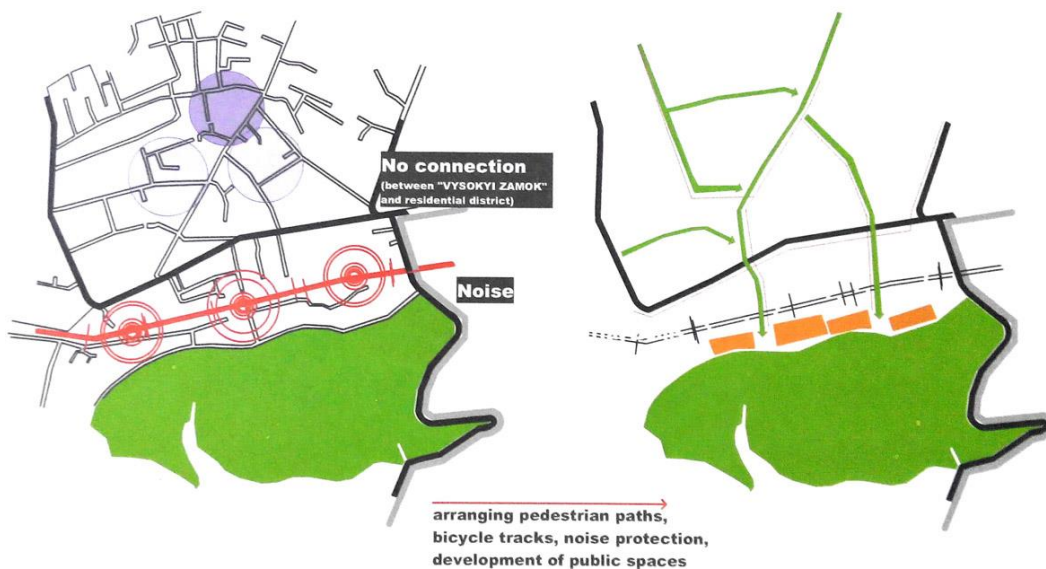 No connection
(between "VYSOKYI ZAMOK"
and residential district)
Noise
arranging pedestrian paths,
bicycle tracks, noise protection,
development of public spaces